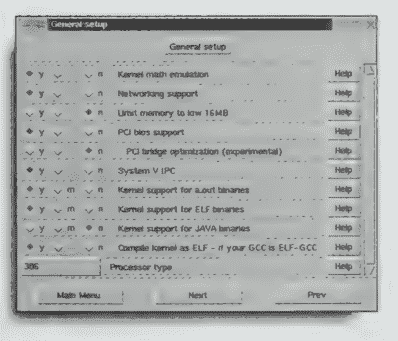 General setup
General setup
y n Kernel math emulation Help
y n Networking support Help
y n Limit memory to low 16MB Help
y n PCI bios support Help
y n PCI bridge optimization (experimental) Help
y n System V IPC Help
y m n Kernel support for a.out binaries Help
y m n Kernel support for ELF binaries Help
y m n Kernel support for JAVA binaries Help
y n Compile kernel as ELF - if your GCC is ELF-GCC Help
386 Processor type Help
Main Menu Next Prev